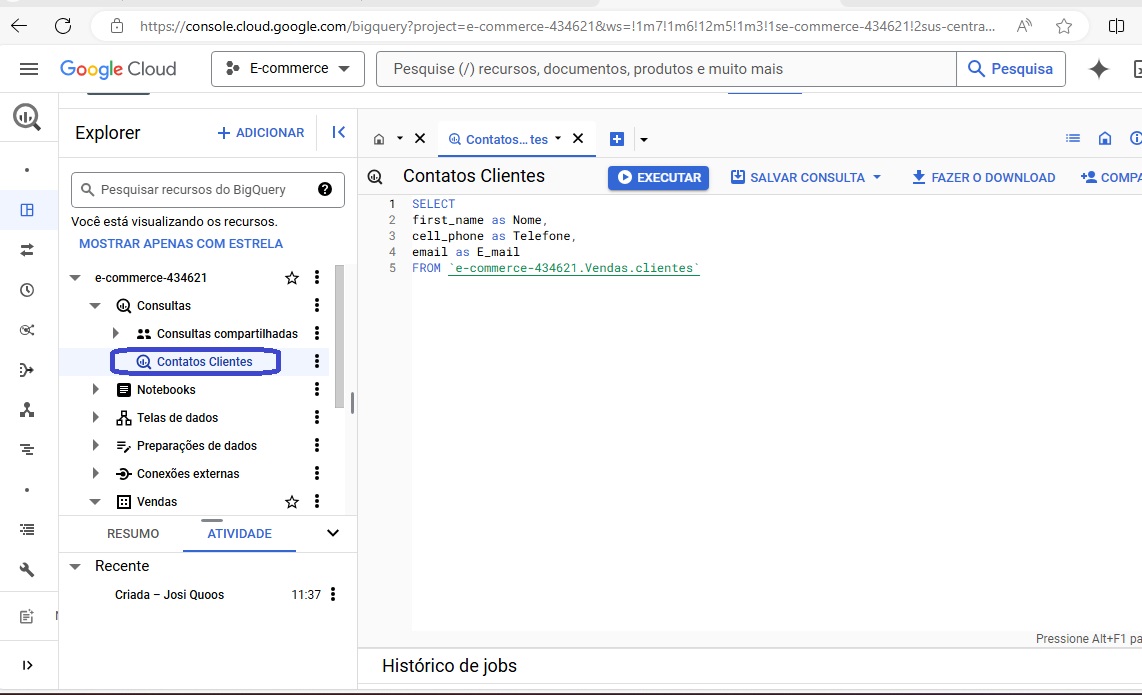 https://console.cloud.google.com/bigquery?project=e-commerce-434621&ws=!1m7!1m6!12m5!1m3!1se-commerce-434621!2sus-centra...
Google Cloud
E-commerce
Pesquise (/) recursos, documentos, produtos e muito mais
Pesquisa
Explorer
ADICIONAR
Contatos... tes
Pesquisar recursos do BigQuery
Contatos Clientes
EXECUTAR
SALVAR CONSULTA
FAZER O DOWNLOAD
COMPA
Você está visualizando os recursos.
MOSTRAR APENAS COM ESTRELA
e-commerce-434621
Consultas
Consultas compartilhadas
Contatos Clientes
Notebooks
Telas de dados
Preparações de dados
Conexões externas
Vendas
1 SELECT
2 first_name as Nome,
3 cell_phone as Telefone,
4 email as E_mail
5 FROM `e-commerce-434621.Vendas.clientes`
RESUMO
ATIVIDADE
Recente
Criada – Josi Quoos
11:37
Pressione Alt+F1 pa
Histórico de jobs